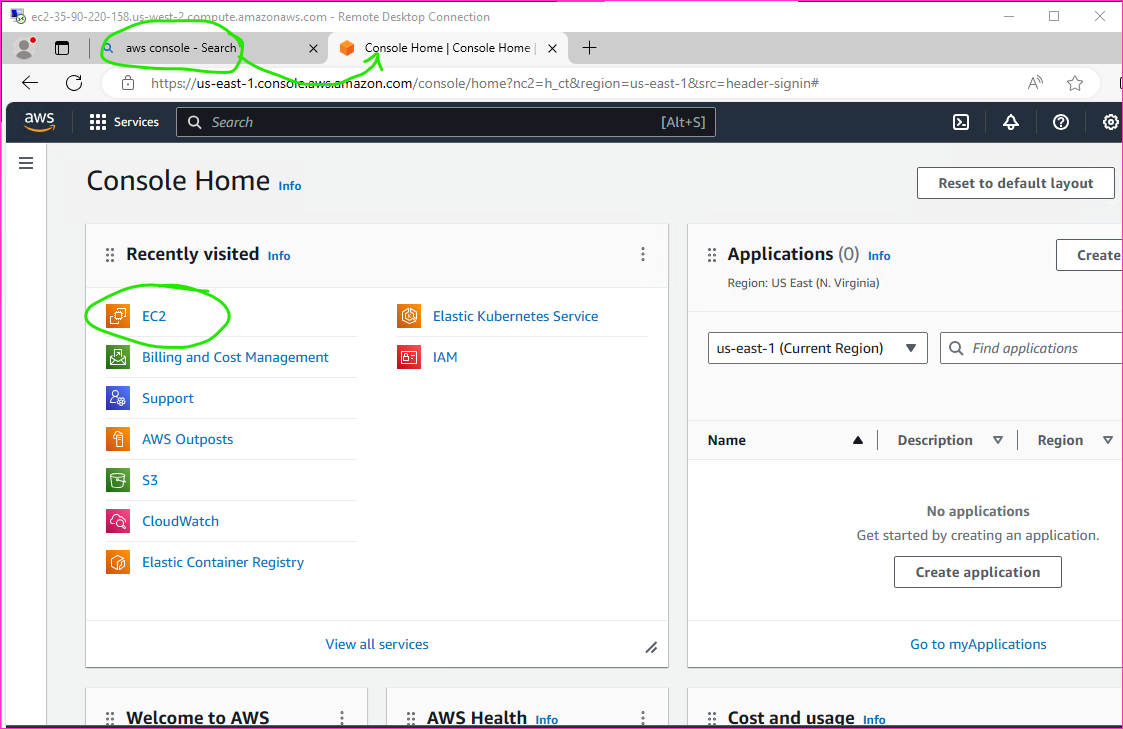 ec2-35-90-220-158.us-west-2.compute.amazonaws.com - Remote Desktop Connection
aws console - Search
Console Home | Console Home |
https://us-east-1.console.aws.amazon.com/console/home?nc2=h_ct&region=us-east-1&src=header-signin#
aws Services Search [Alt+S]
Console Home Info
Reset to default layout
Recently visited Info
EC2
Elastic Kubernetes Service
Billing and Cost Management
IAM
Support
AWS Outposts
S3
CloudWatch
Elastic Container Registry
View all services
Applications (0) Info
Create
Region: US East (N. Virginia)
us-east-1 (Current Region)
Find applications
Name Description Region
No applications
Get started by creating an application.
Create application
Go to myApplications
Welcome to AWS
AWS Health Info
Cost and usage Info